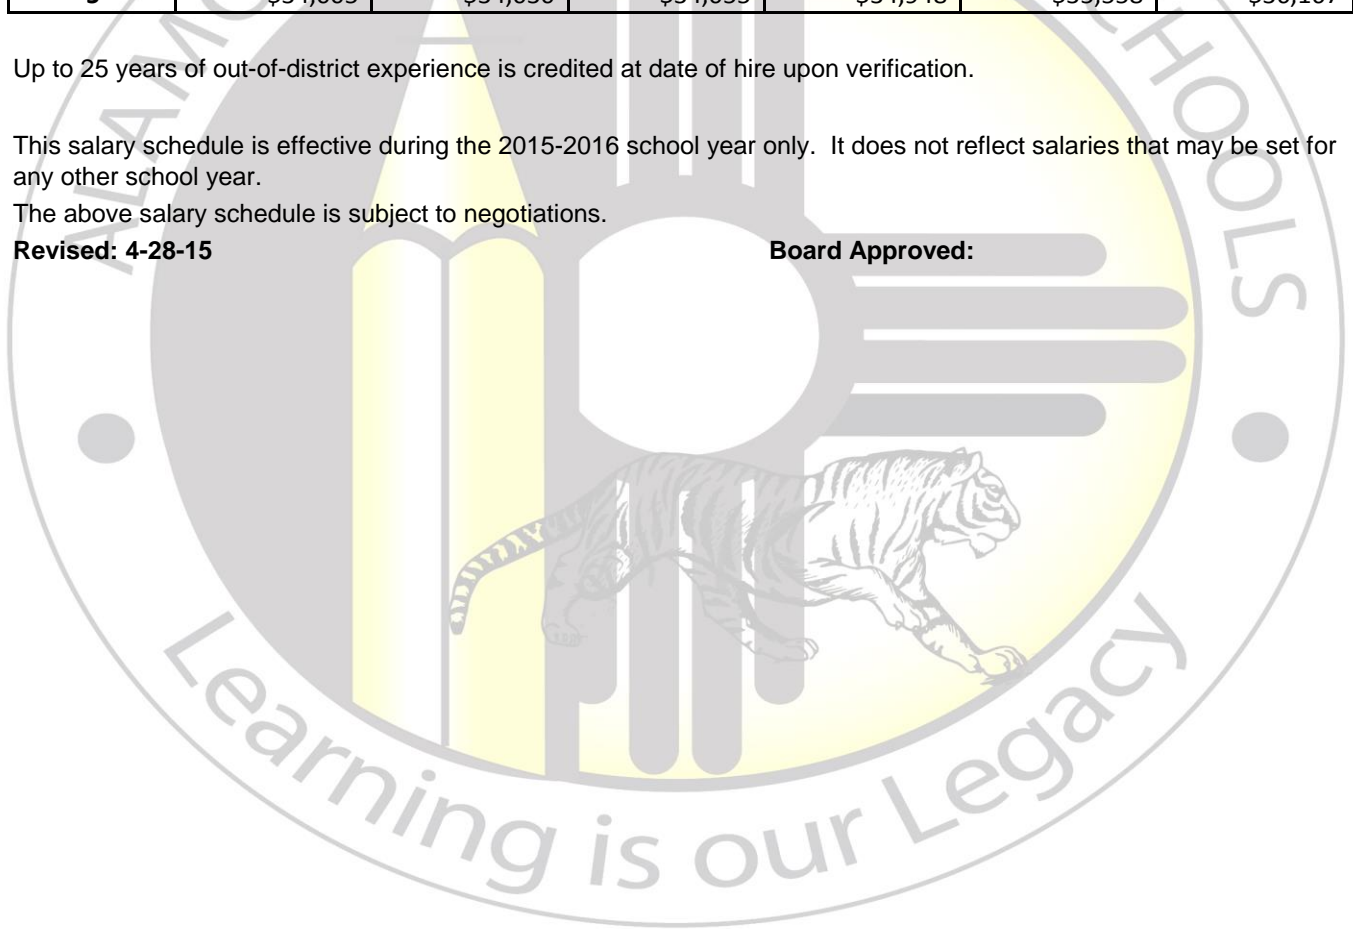 Up to 25 years of out-of-district experience is credited at date of hire upon verification.
This salary schedule is effective during the 2015-2016 school year only. It does not reflect salaries that may be set for
any other school year.
The above salary schedule is subject to negotiations.
Revised: 4-28-15 Board Approved:
ALAM
CHOOLS
Learning is our Legacy